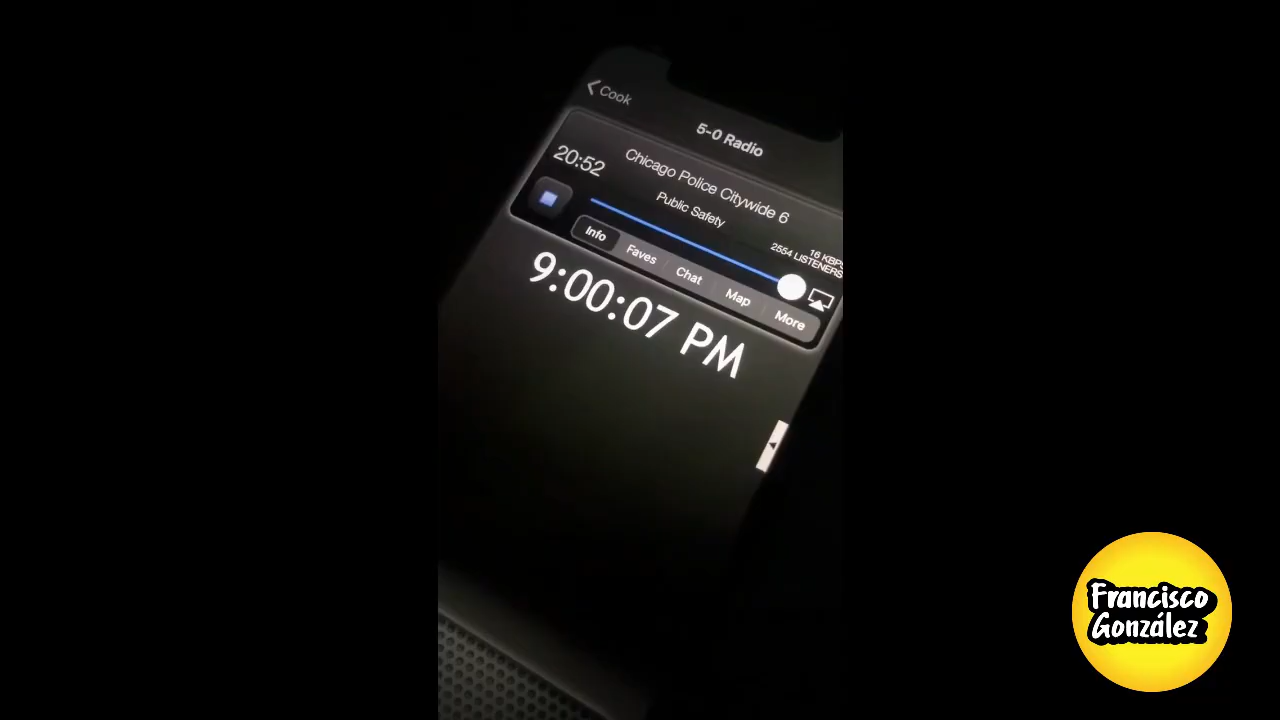 Cook
5-0 Radio
20:52
Chicago Police Citywide 6
Public Safety
16 KBPS
2554 LISTENERS
Info
Faves
Chat
Map
More
9:00:07 PM
Francisco
González